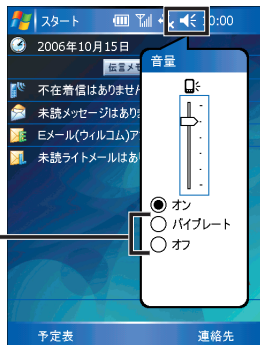 スタート
:00
2006年10月15日
伝言メモ
音量
不在着信はありませ
未読メッセージはあり
Eメール(ウィルコム)ア
未読ライトメールはあ
オン
バイブレート
オフ
予定表
連絡先